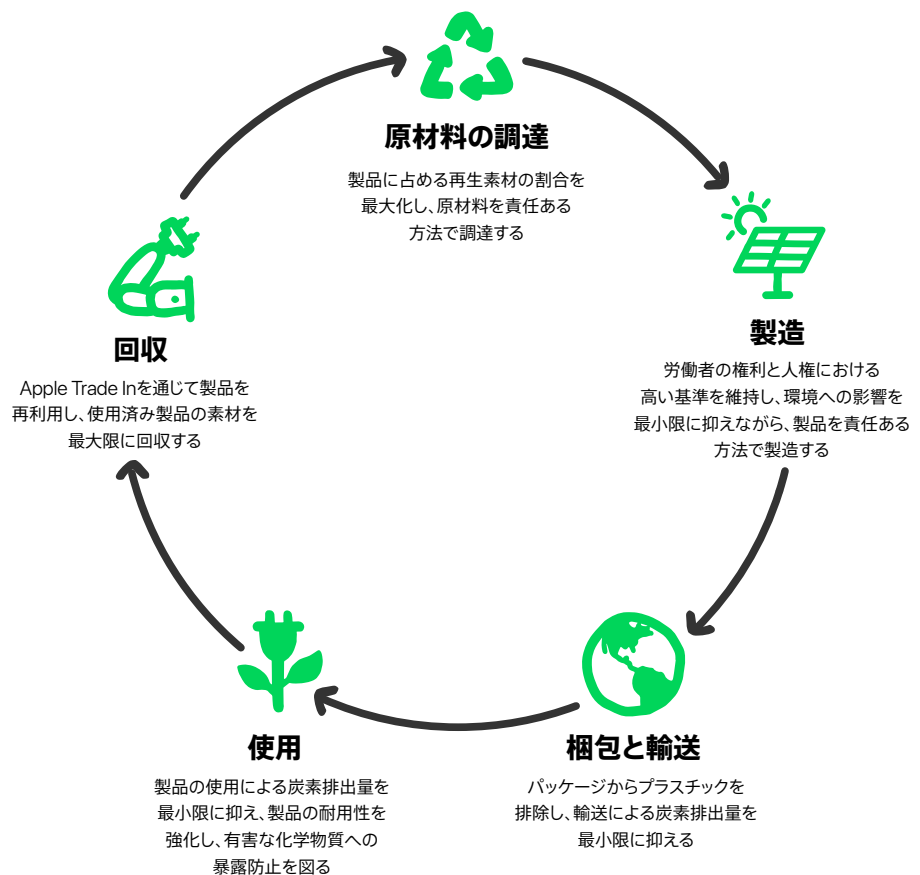 原材料の調達
製品に占める再生素材の割合を
最大化し、原材料を責任ある
方法で調達する
製造
労働者の権利と人権における
高い基準を維持し、環境への影響を
最小限に抑えながら、製品を責任ある
方法で製造する
梱包と輸送
パッケージからプラスチックを
排除し、輸送による炭素排出量を
最小限に抑える
使用
製品の使用による炭素排出量を
最小限に抑え、製品の耐用性を
強化し、有害な化学物質への
暴露防止を図る
回収
Apple Trade Inを通じて製品を
再利用し、使用済み製品の素材を
最大限に回収する